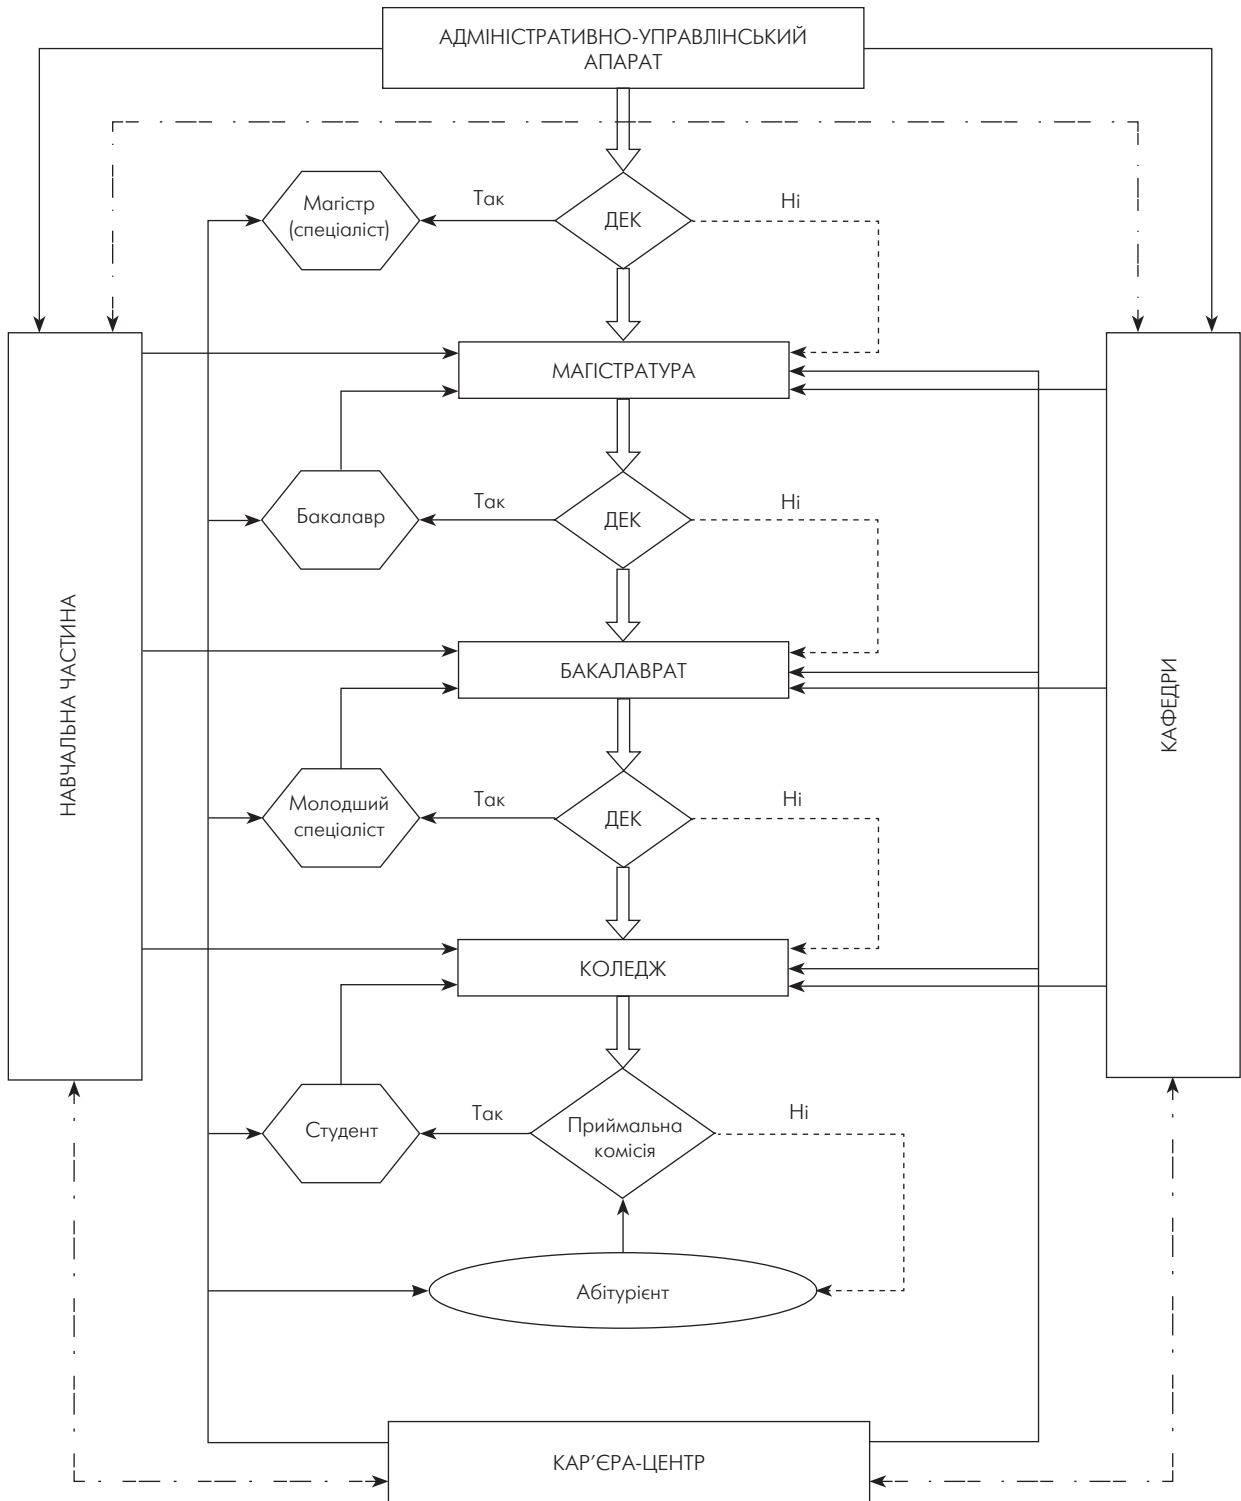 АДМІНІСТРАТИВНО-УПРАВЛІНСЬКИЙ
АПАРАТ
Магістр
(спеціаліст)
Так
ДЕК
Ні
МАГІСТРАТУРА
Бакалавр
Так
ДЕК
Ні
НАВЧАЛЬНА ЧАСТИНА
БАКАЛАВРАТ
КАФЕДРИ
Молодший
спеціаліст
Так
ДЕК
Ні
КОЛЕДЖ
Студент
Так
Приймальна
комісія
Ні
Абітурієнт
КАР’ЄРА-ЦЕНТР